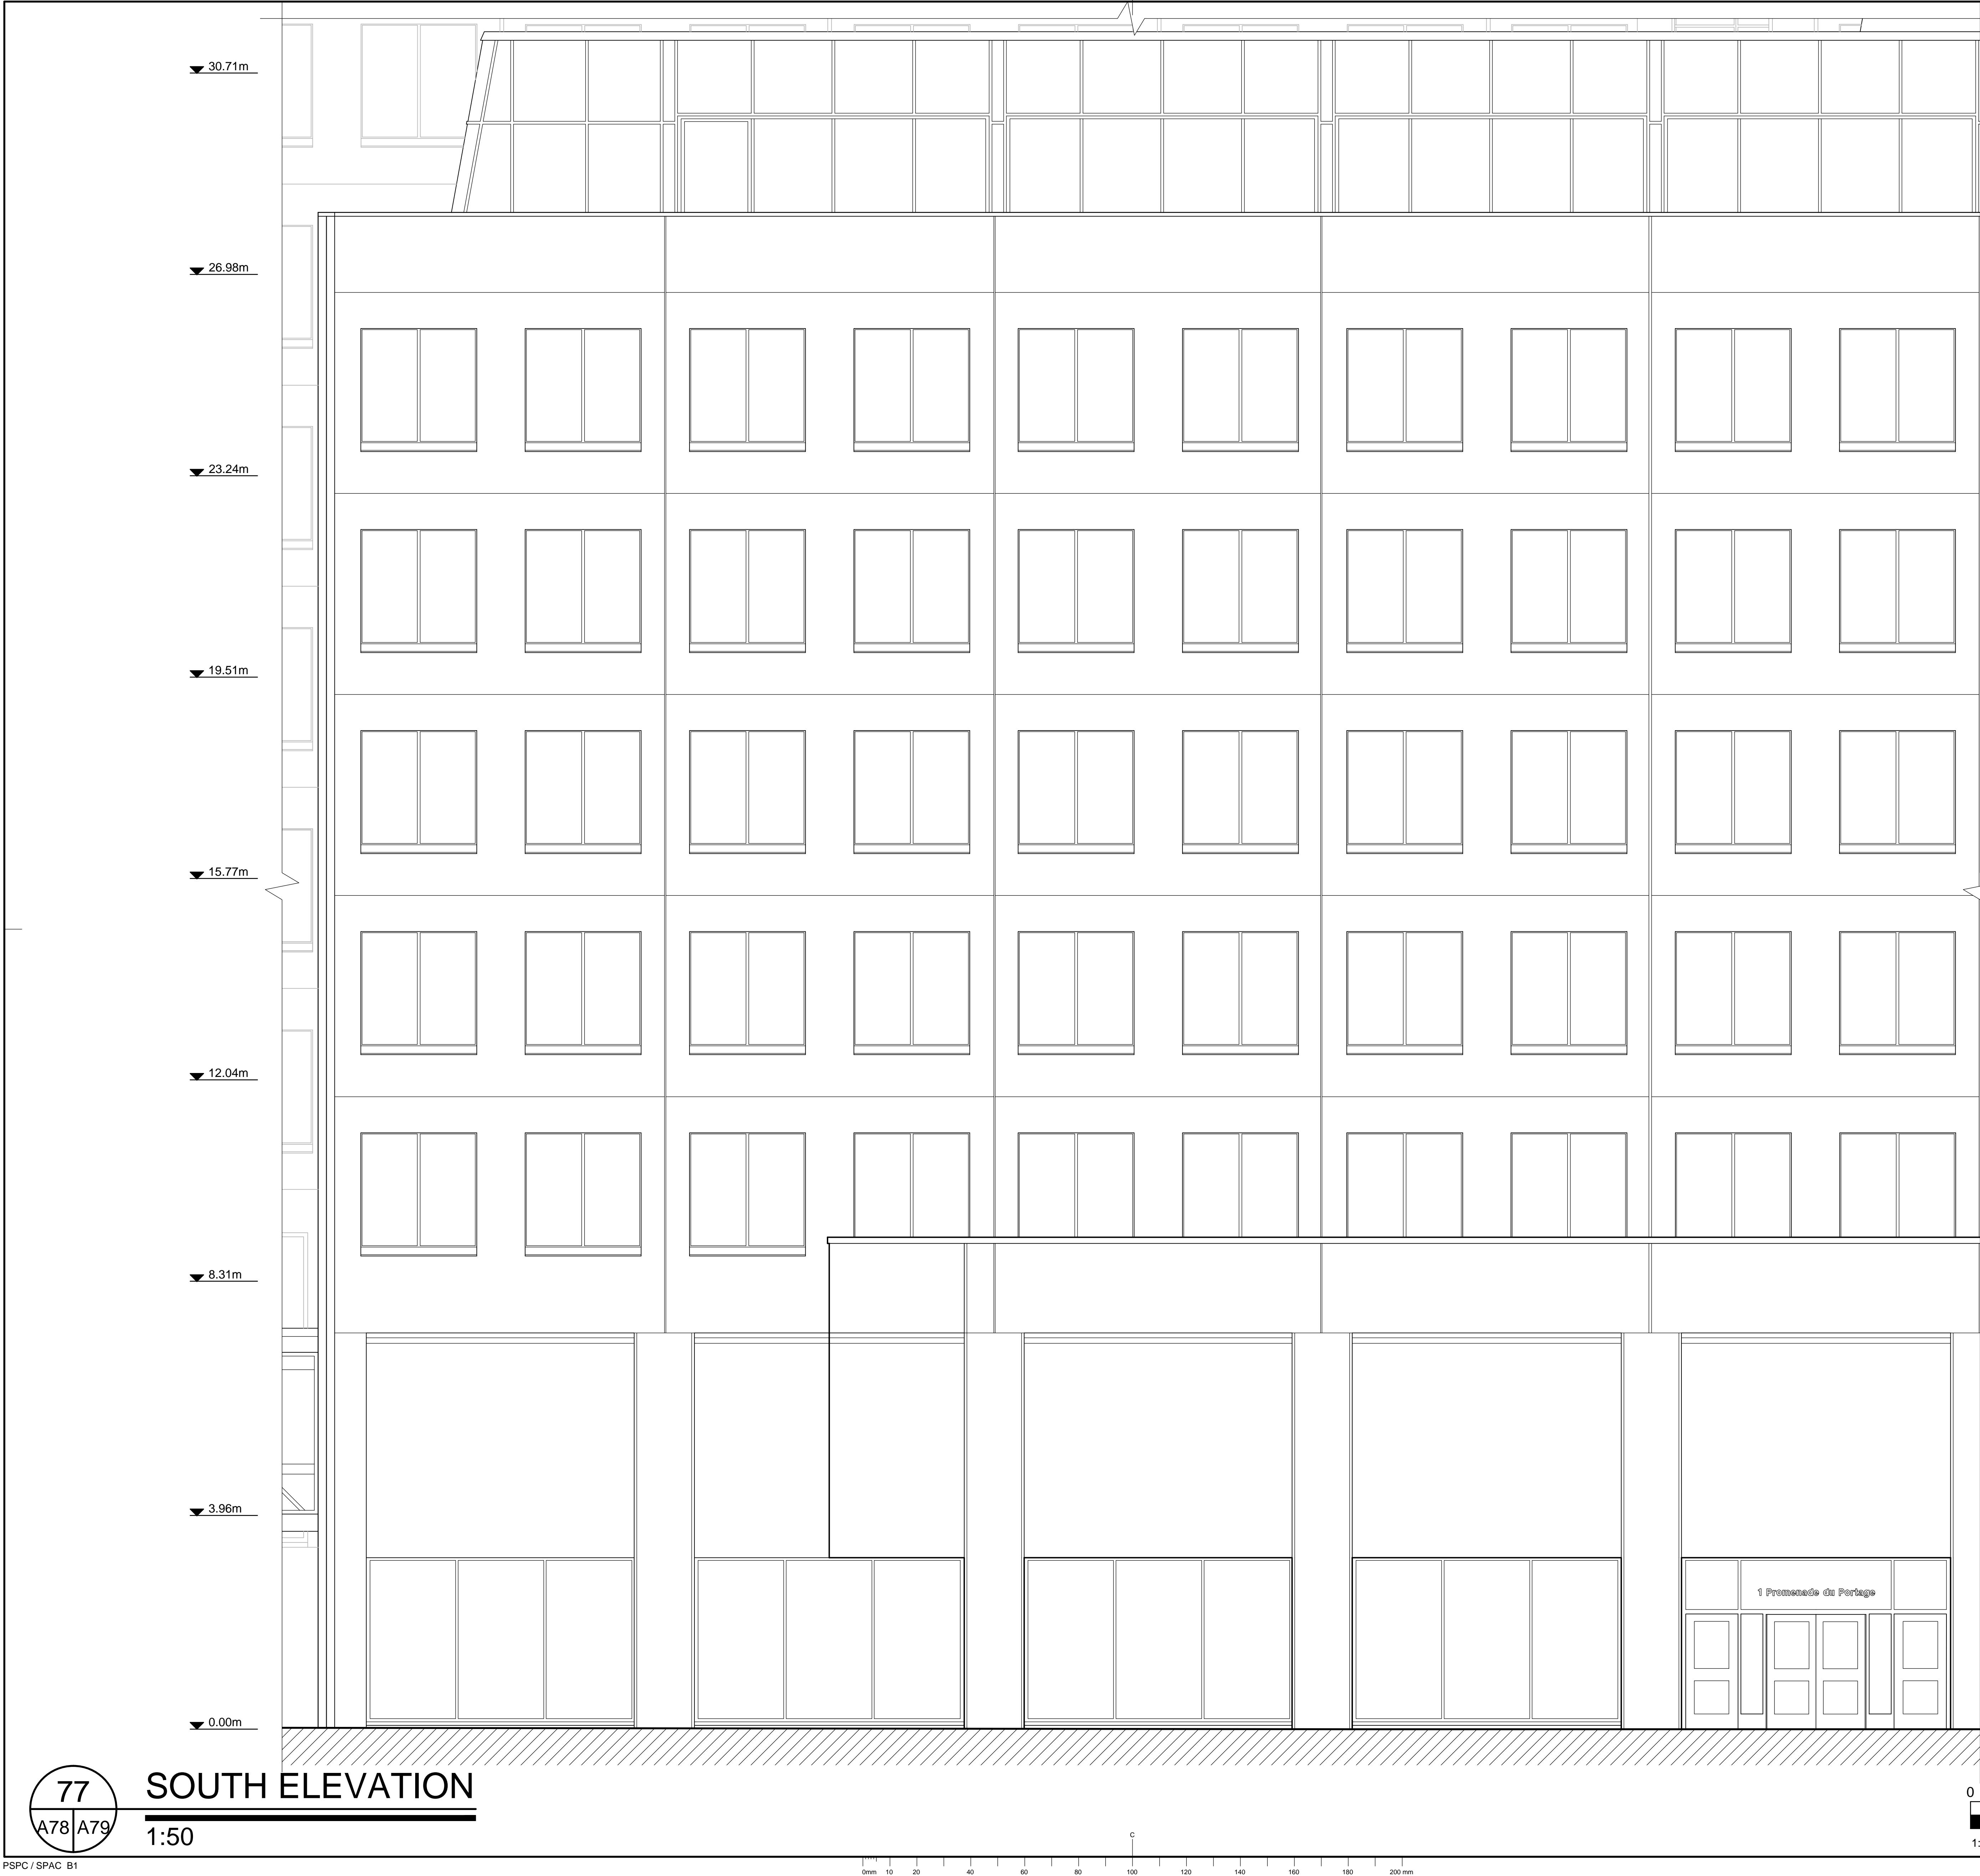 30.71m
26.98m
23.24m
19.51m
15.77m
12.04m
8.31m
3.96m
1 Promenade du Portage
0.00m
77
A78 A79
SOUTH ELEVATION
1:50
0
1:
C
PSPC / SPAC B1
0mm 10 20 40 60 80 100 120 140 160 180 200 mm